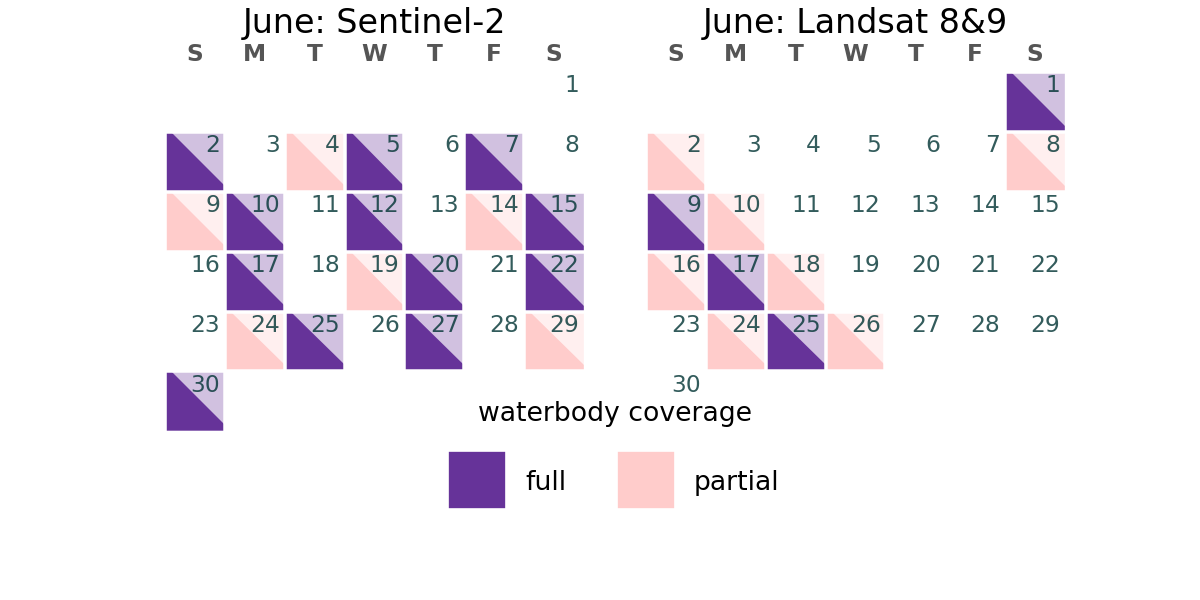 June: Sentinel-2
S M T W T F S
1
2 3 4 5 6 7 8
9 10 11 12 13 14 15
16 17 18 19 20 21 22
23 24 25 26 27 28 29
30
June: Landsat 8&9
S M T W T F S
1
2 3 4 5 6 7 8
9 10 11 12 13 14 15
16 17 18 19 20 21 22
23 24 25 26 27 28 29
30
waterbody coverage
full partial